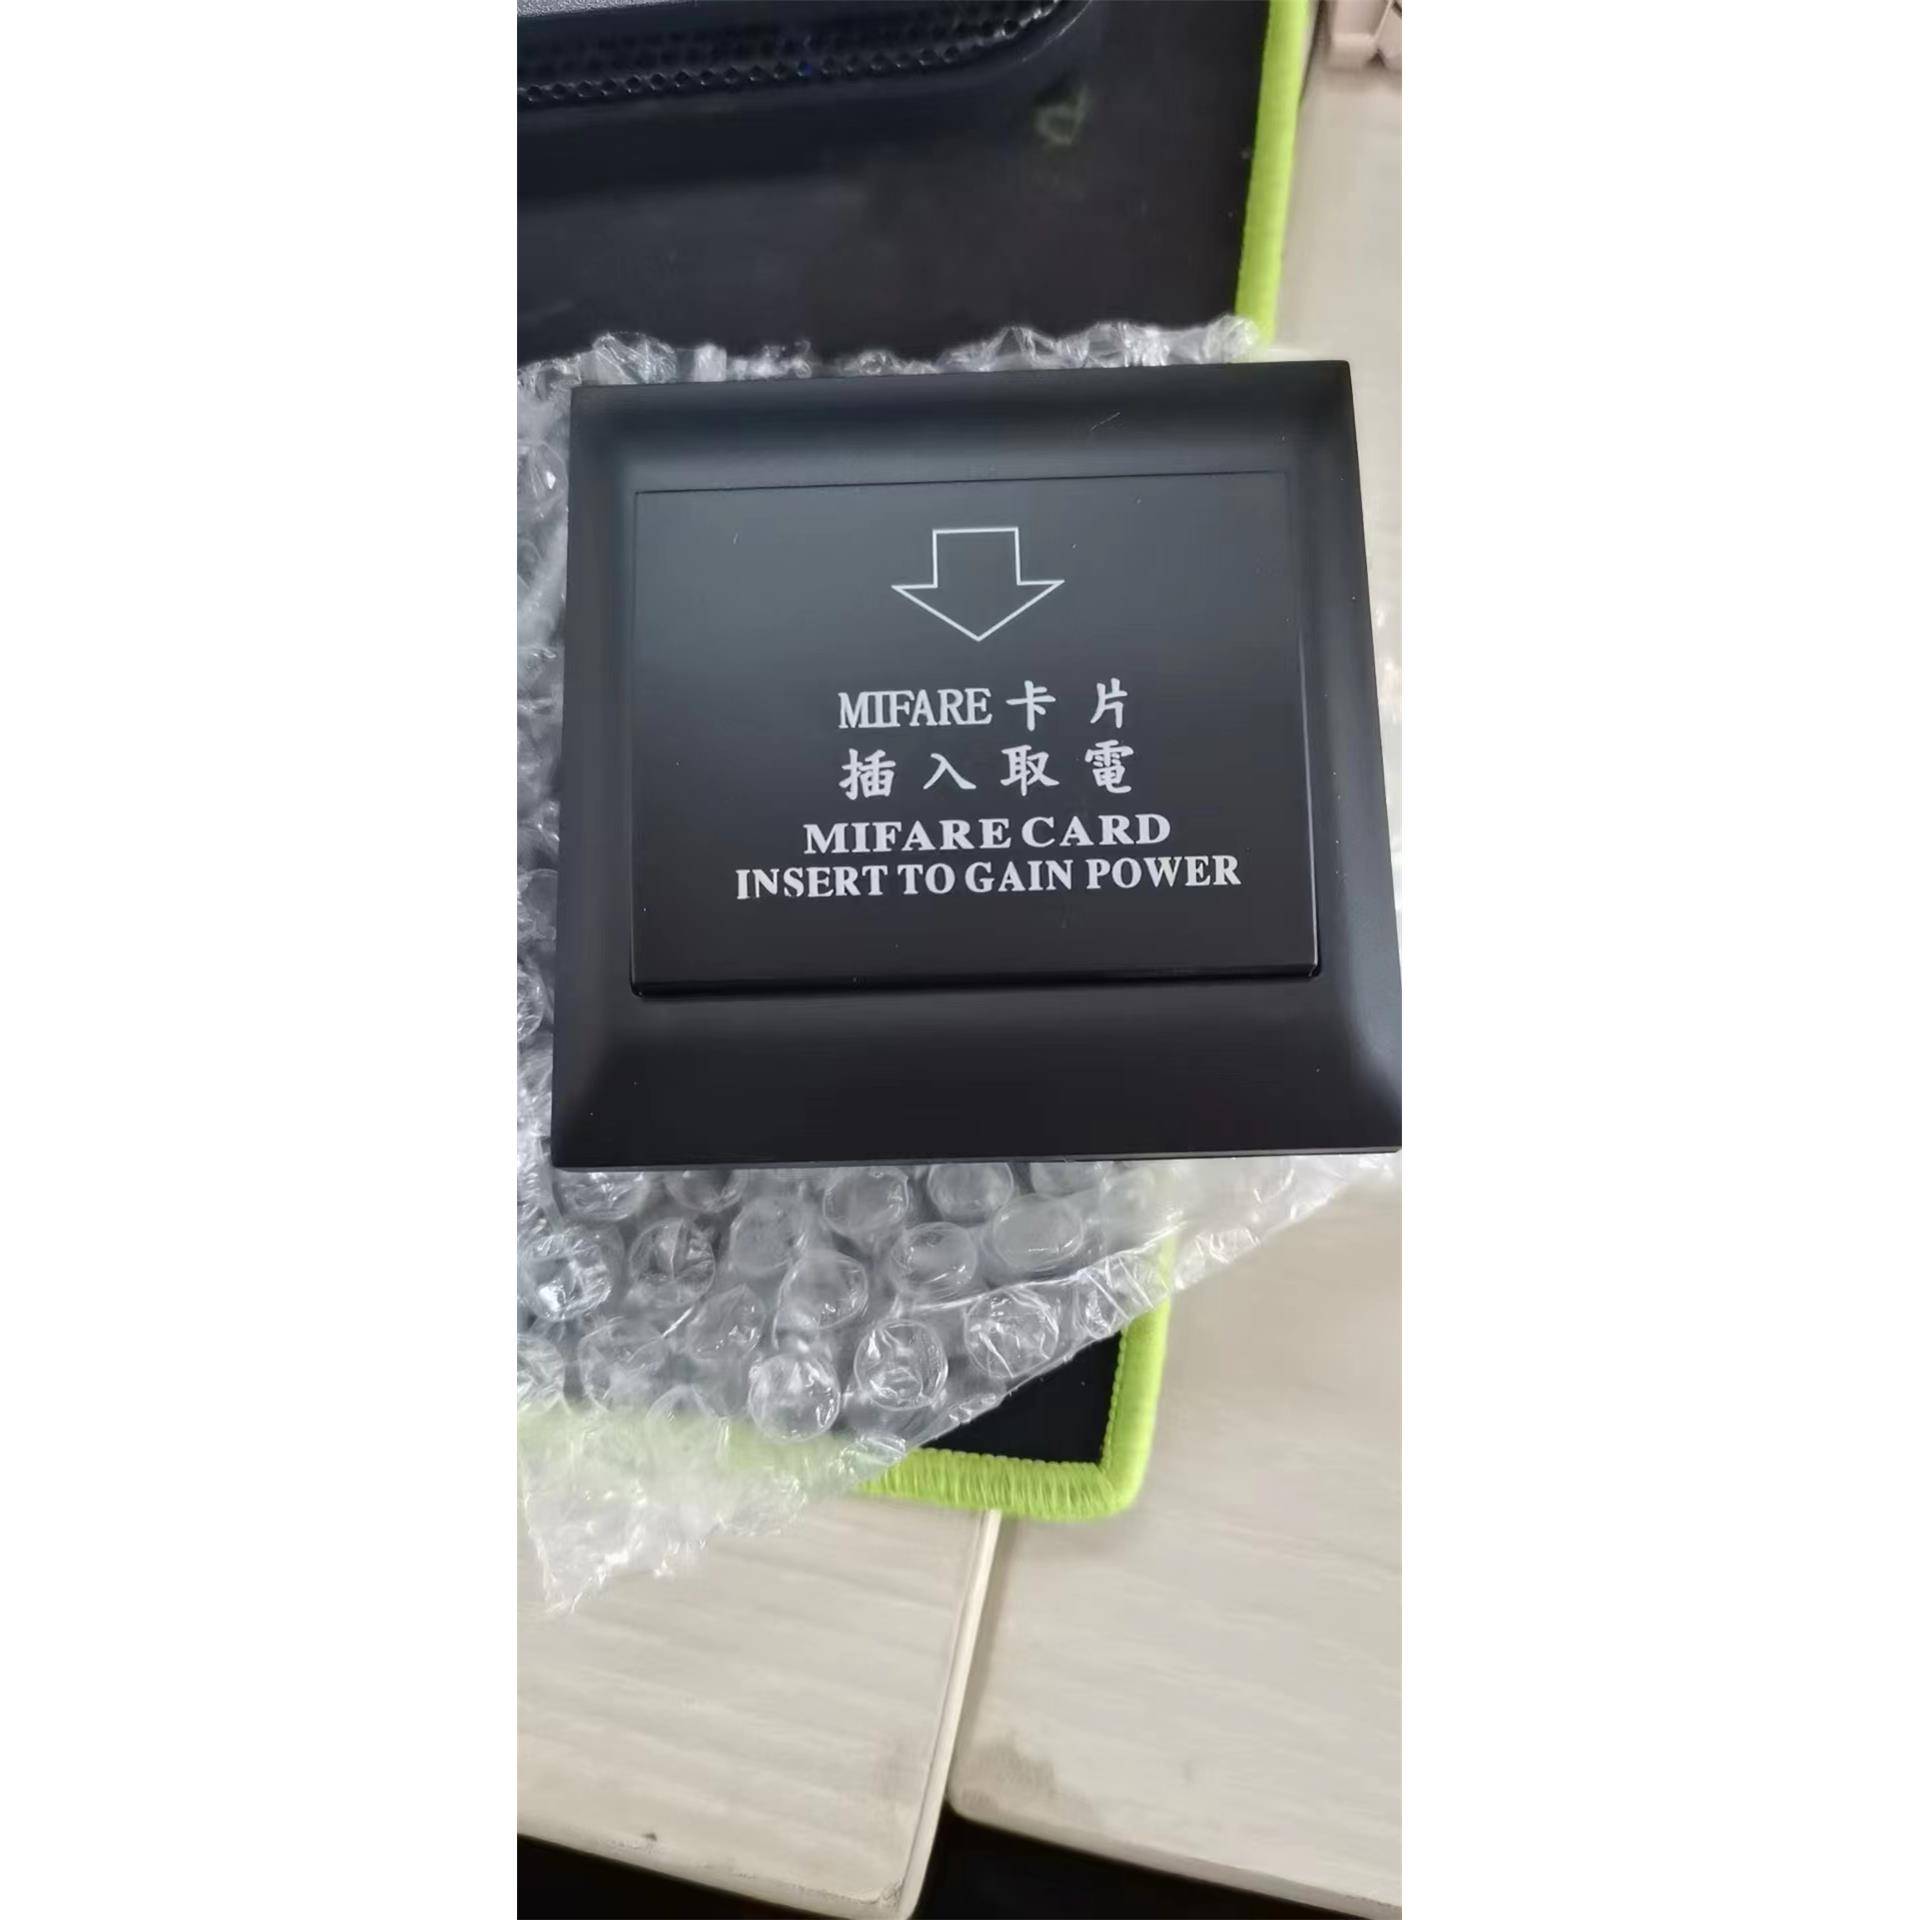 MIFARE 卡 片
插 入 取 電
MIFARE CARD
INSERT TO GAIN POWER